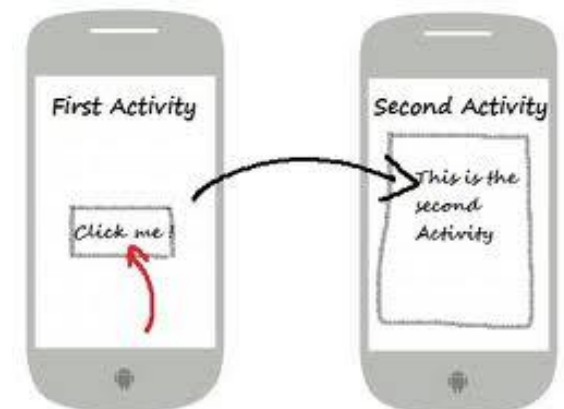 First Activity
Click me !
Second Activity
This is the
second
Activity